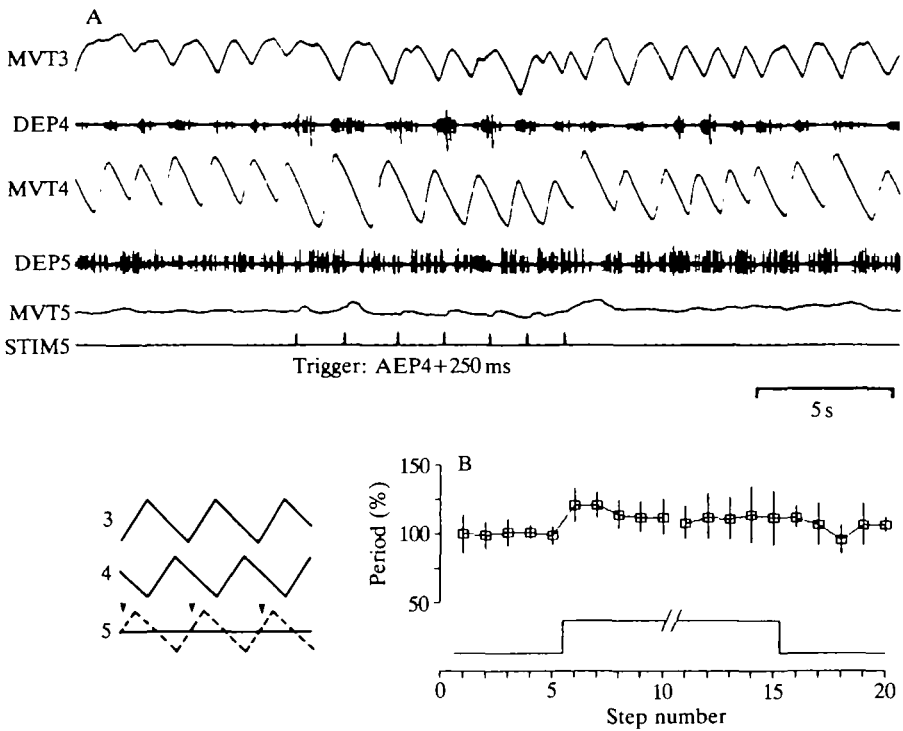 A
MVT3
DEP4
MVT4
DEP5
MVT5
STIM5
Trigger: AEP4+250 ms
5 s
3
4
5
B
Period (%)
150
100
50
0 5 10 15 20
Step number